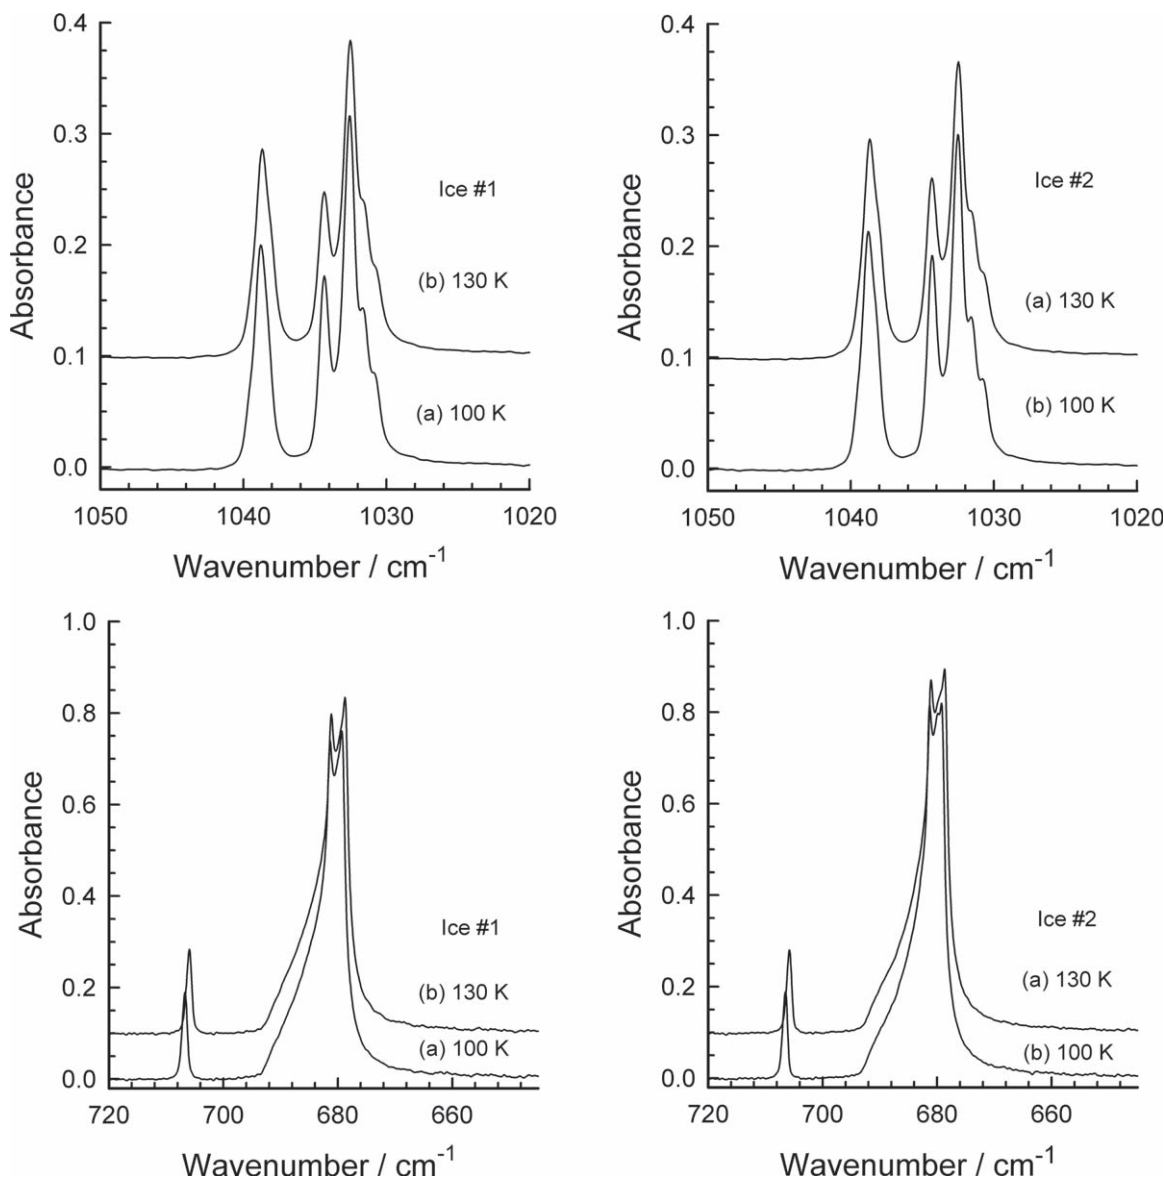 0.4
0.3
0.2
0.1
0.0
Absorbance
Ice #1
(b) 130 K
(a) 100 K
1050
1040
1030
1020
Wavenumber / cm-1
0.4
0.3
0.2
0.1
0.0
Absorbance
Ice #2
(a) 130 K
(b) 100 K
1050
1040
1030
1020
Wavenumber / cm-1
1.0
0.8
0.6
0.4
0.2
0.0
Absorbance
Ice #1
(b) 130 K
(a) 100 K
720
700
680
660
Wavenumber / cm-1
1.0
0.8
0.6
0.4
0.2
0.0
Absorbance
Ice #2
(a) 130 K
(b) 100 K
720
700
680
660
Wavenumber / cm-1